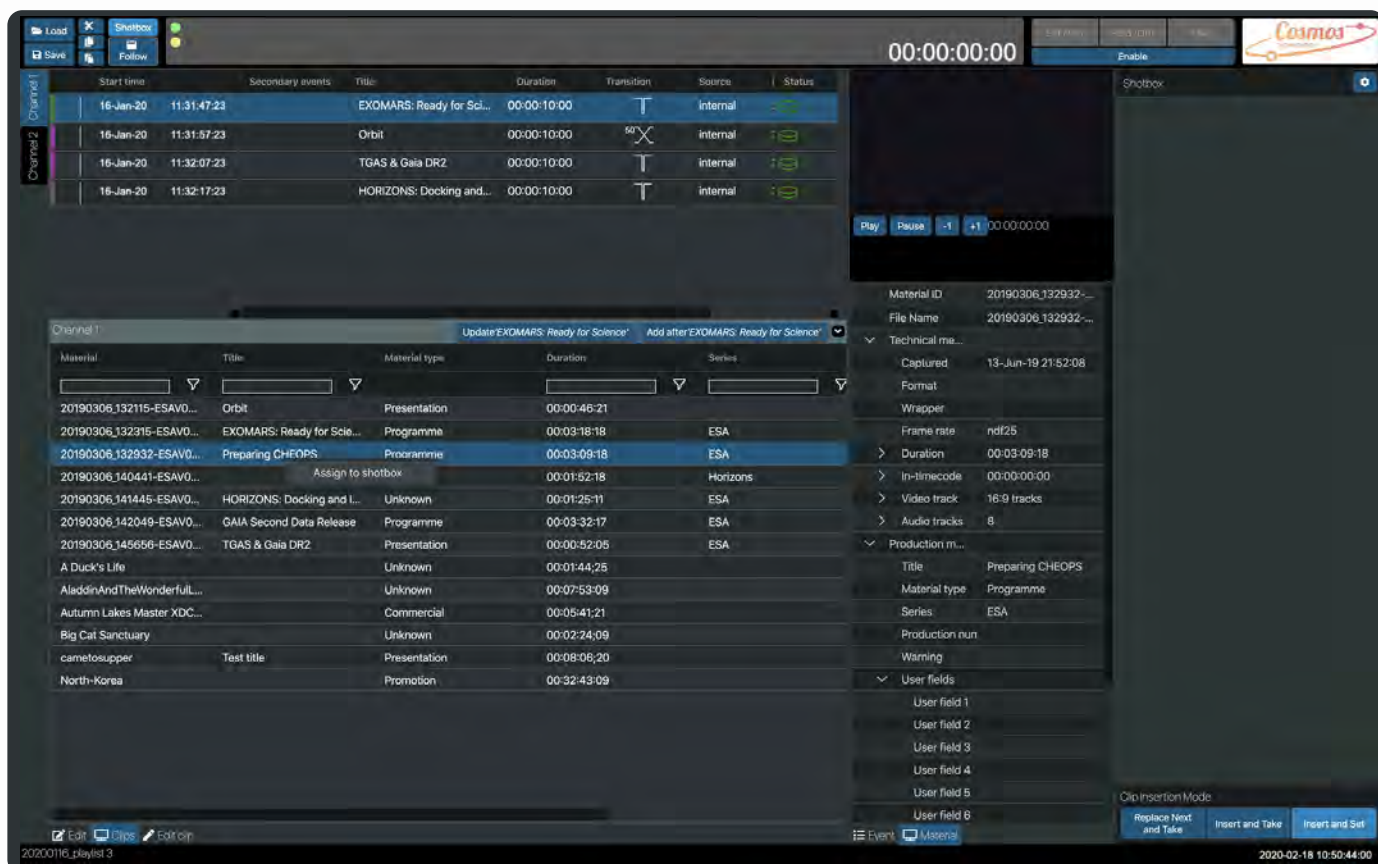 Load
Shotbox
Save
Follow
00:00:00:00
Enable
Cosmos
Channel 1
Channel 2
Start time Secondary events Title Duration Transition Source Status
16-Jan-20 11:31:47:23 EXOMARS: Ready for Sci... 00:00:10:00 internal
16-Jan-20 11:31:57:23 Orbit 00:00:10:00 50 internal
16-Jan-20 11:32:07:23 TGAS & Gaia DR2 00:00:10:00 internal
16-Jan-20 11:32:17:23 HORIZONS: Docking and... 00:00:10:00 internal
Shotbox
Play Pause -1 +1 00:00:00:00
Channel 1 Update 'EXOMARS: Ready for Science' Add after 'EXOMARS: Ready for Science'
Material Title Material type Duration Series
20190306_132115-ESAV0... Orbit Presentation 00:00:46:21
20190306_132315-ESAV0... EXOMARS: Ready for Scie... Programme 00:03:18:18 ESA
20190306_132932-ESAV0... Preparing CHEOPS Programme 00:03:09:18 ESA
Assign to shotbox
20190306_140441-ESAV0... 00:01:52:18 Horizons
20190306_141445-ESAV0... HORIZONS: Docking and I... Unknown 00:01:25:11 ESA
20190306_142049-ESAV0... GAIA Second Data Release Programme 00:03:32:17 ESA
20190306_145656-ESAV0... TGAS & Gaia DR2 Presentation 00:00:52:05 ESA
A Duck's Life Unknown 00:01:44;25
AladdinAndTheWonderfulL... Unknown 00:07:53:09
Autumn Lakes Master XDC... Commercial 00:05:41;21
Big Cat Sanctuary Unknown 00:02:24;09
cametosupper Test title Presentation 00:08:06;20
North-Korea Promotion 00:32:43:09
Material ID 20190306_132932-...
File Name 20190306_132932-...
Technical me...
Captured 13-Jun-19 21:52:08
Format
Wrapper
Frame rate ndf25
Duration 00:03:09:18
In-timecode 00:00:00:00
Video track 16:9 tracks
Audio tracks 8
Production m...
Title Preparing CHEOPS
Material type Programme
Series ESA
Production nun
Warning
User fields
User field 1
User field 2
User field 3
User field 4
User field 5
User field 6
Clip Insertion Mode
Replace Next
and Take
Insert and Take Insert and Set
Edit Clips Edit clip
Event Material
20200116_playlist 3
2020-02-18 10:50:44:00